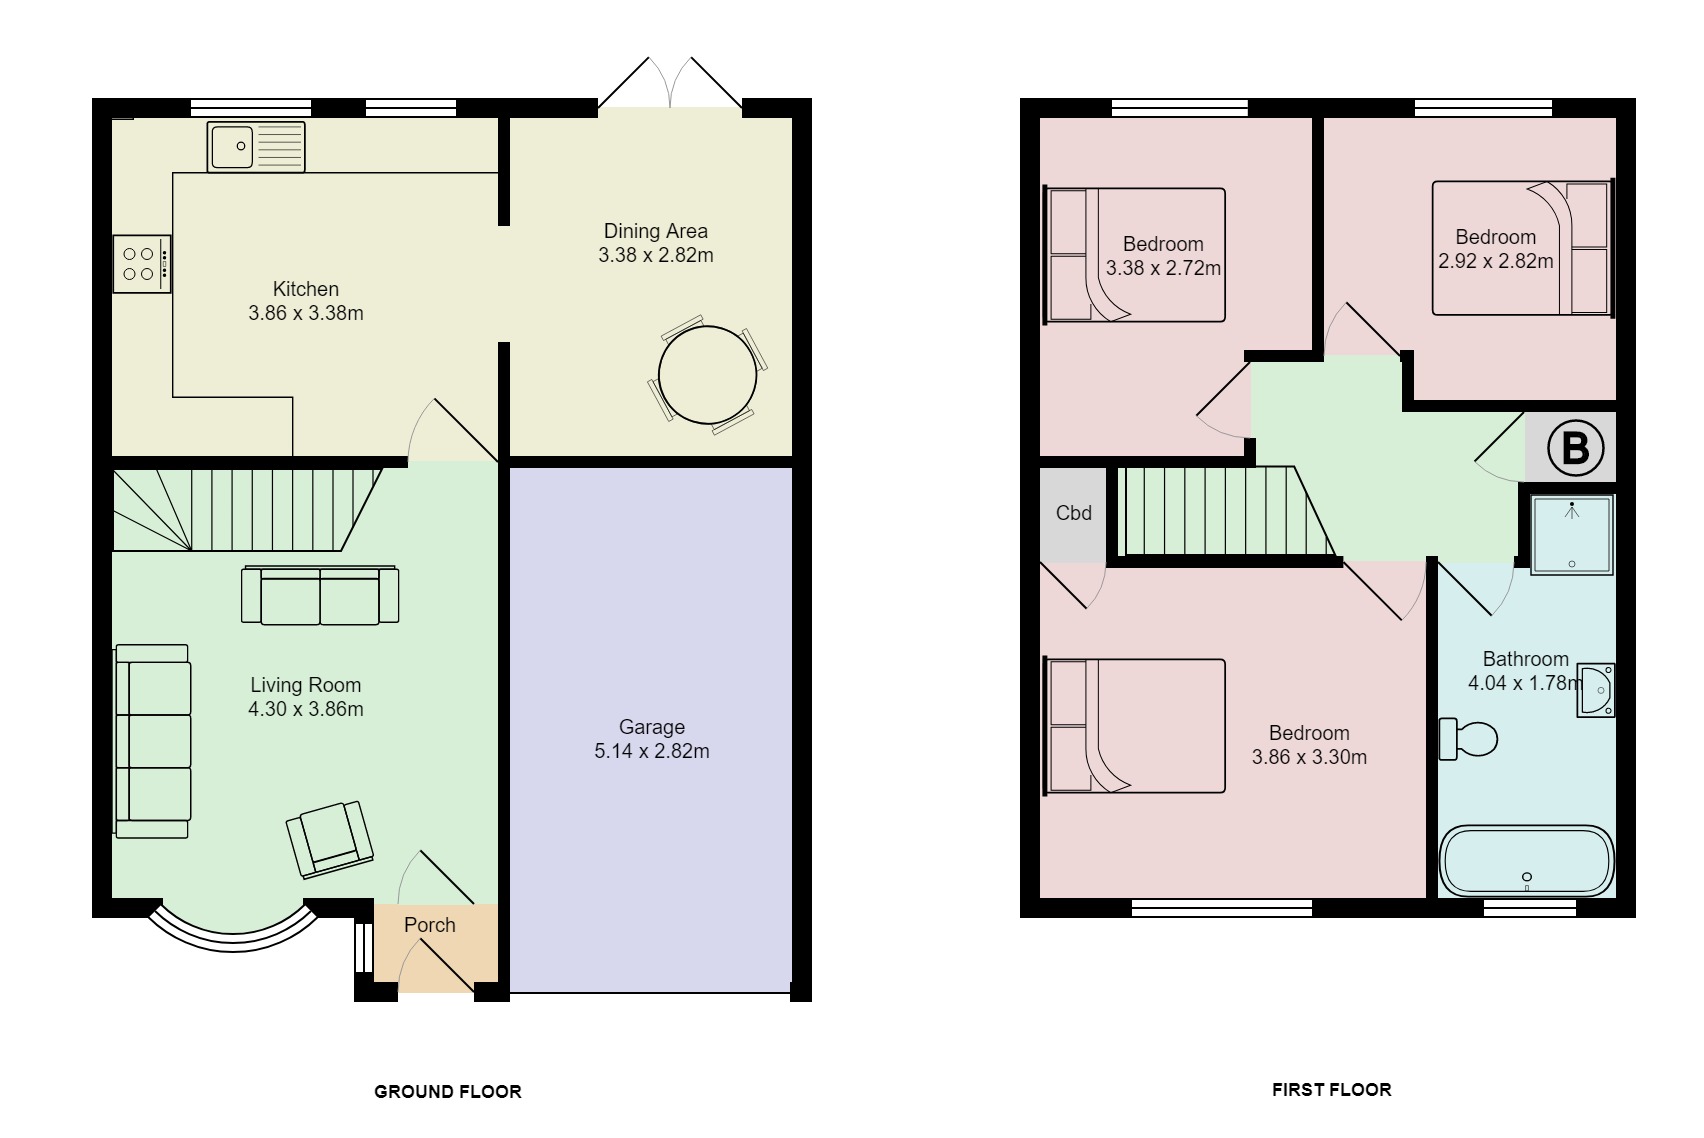 Kitchen
3.86 x 3.38m
Dining Area
3.38 x 2.82m
Living Room
4.30 x 3.86m
Garage
5.14 x 2.82m
Porch
GROUND FLOOR
Bedroom
3.38 x 2.72m
Bedroom
2.92 x 2.82m
B
Cbd
Bathroom
4.04 x 1.78m
Bedroom
3.86 x 3.30m
FIRST FLOOR